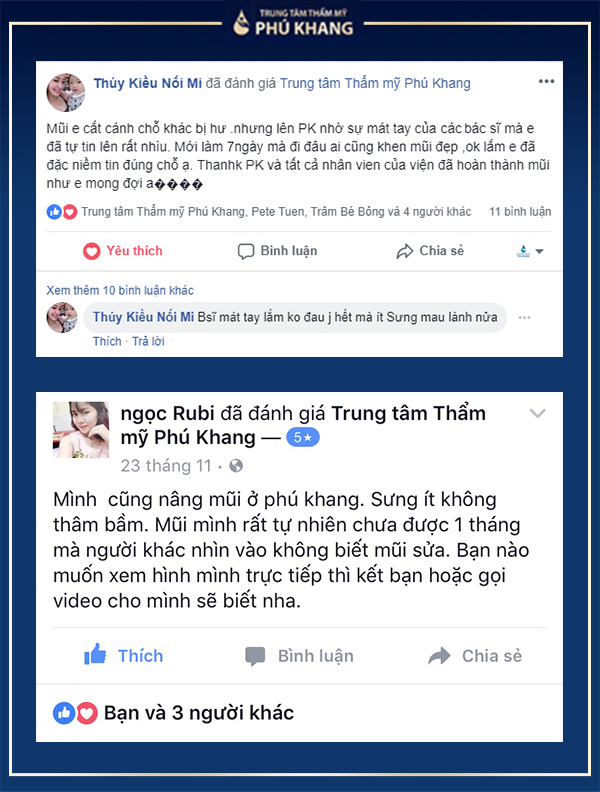 TRUNG TÂM THẨM MỸ
PHÚ KHANG
Thúy Kiều Nối Mi đã đánh giá Trung tâm Thẩm mỹ Phú Khang
Mũi e cắt cánh chỗ khác bị hư .nhưng lên PK nhờ sự mát tay của các bác sĩ mà e
đã tự tin lên rất nhìu. Mới làm 7ngày mà đi đâu ai cũng khen mũi đẹp ,ok lắm e đã
đặc niềm tin đúng chỗ ạ. Thanhk PK và tất cả nhân vien của viện đã hoàn thành mũi
như e mong đợi a����
Trung tâm Thẩm mỹ Phú Khang, Pete Tuen, Trâm Bé Bỏng và 4 người khác 11 bình luận
Yêu thích Bình luận Chia sẻ
Xem thêm 10 bình luận khác
Thúy Kiều Nối Mi Bsĩ mát tay lắm ko đau j hết mà ít Sưng mau lành nửa
Thích · Trả lời
ngọc Rubi đã đánh giá Trung tâm Thẩm
mỹ Phú Khang — 5★
23 tháng 11 ·
Mình cũng nâng mũi ở phú khang. Sưng ít không
thâm bầm. Mũi mình rất tự nhiên chưa được 1 tháng
mà người khác nhìn vào không biết mũi sửa. Bạn nào
muốn xem hình mình trực tiếp thì kết bạn hoặc gọi
video cho mình sẽ biết nha.
Thích Bình luận Chia sẻ
Bạn và 3 người khác